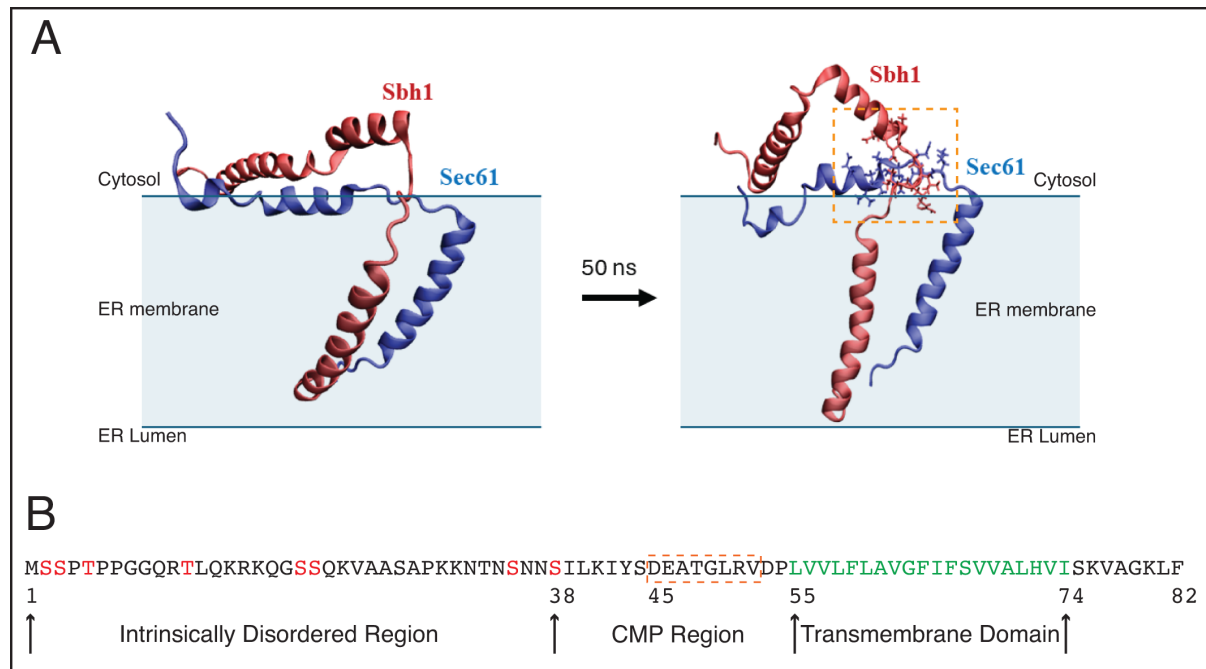 A
Sbh1
Sec61
Cytosol
ER membrane
ER Lumen
50 ns
Sbh1
Sec61
Cytosol
ER membrane
ER Lumen
B
MSSPTPPGGQRTLQKRKQGSSQKVAASAPKKNTNSNNSILKIYSDEATGLRVDPLVVLFLAVGFIFSVVALHVISKVAGKLF
1 38 45 55 74 82
Intrinsically Disordered Region CMP Region Transmembrane Domain